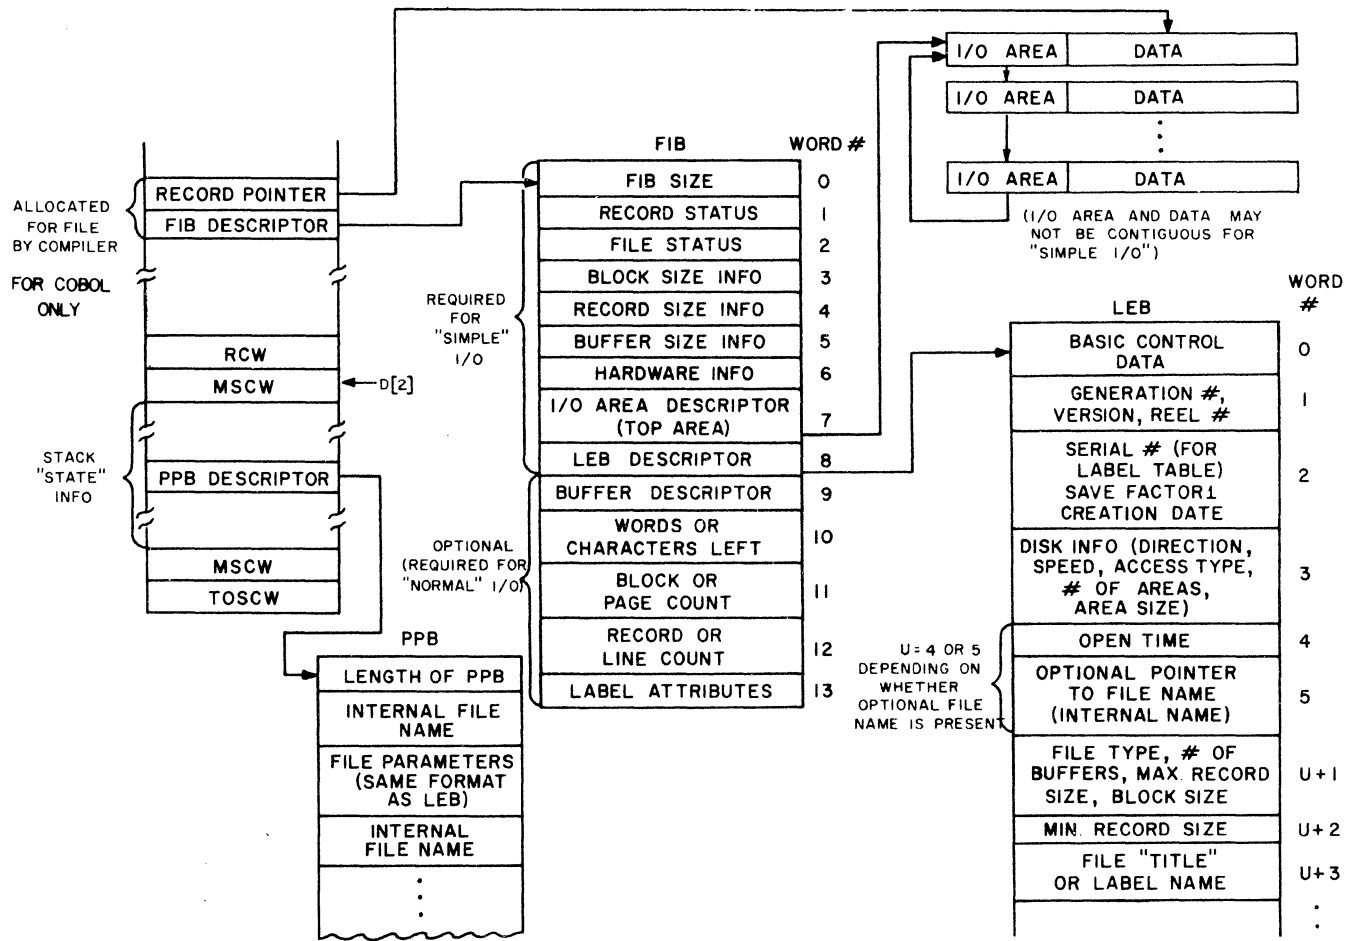 I/O AREA DATA
I/O AREA DATA
I/O AREA DATA
(I/O AREA AND DATA MAY
NOT BE CONTIGUOUS FOR
"SIMPLE I/O")
ALLOCATED
FOR FILE
BY COMPILER
FOR COBOL
ONLY
RECORD POINTER
FIB DESCRIPTOR
RCW
MSCW
D[2]
STACK
"STATE"
INFO
PPB DESCRIPTOR
MSCW
TOSCW
PPB
LENGTH OF PPB
INTERNAL FILE
NAME
FILE PARAMETERS
(SAME FORMAT
AS LEB)
INTERNAL
FILE NAME
FIB WORD #
REQUIRED
FOR
"SIMPLE"
I/O
FIB SIZE 0
RECORD STATUS 1
FILE STATUS 2
BLOCK SIZE INFO 3
RECORD SIZE INFO 4
BUFFER SIZE INFO 5
HARDWARE INFO 6
I/O AREA DESCRIPTOR
(TOP AREA) 7
LEB DESCRIPTOR 8
OPTIONAL
(REQUIRED FOR
"NORMAL" I/O)
BUFFER DESCRIPTOR 9
WORDS OR
CHARACTERS LEFT 10
BLOCK OR
PAGE COUNT 11
RECORD OR
LINE COUNT 12
LABEL ATTRIBUTES 13
LEB
WORD
#
BASIC CONTROL
DATA 0
GENERATION #,
VERSION, REEL # 1
SERIAL # (FOR
LABEL TABLE)
SAVE FACTOR1
CREATION DATE 2
DISK INFO (DIRECTION,
SPEED, ACCESS TYPE,
# OF AREAS,
AREA SIZE) 3
U=4 OR 5
DEPENDING ON
WHETHER
OPTIONAL FILE
NAME IS PRESENT
OPEN TIME 4
OPTIONAL POINTER
TO FILE NAME
(INTERNAL NAME) 5
FILE TYPE, # OF
BUFFERS, MAX. RECORD
SIZE, BLOCK SIZE U+1
MIN. RECORD SIZE U+2
FILE "TITLE"
OR LABEL NAME U+3